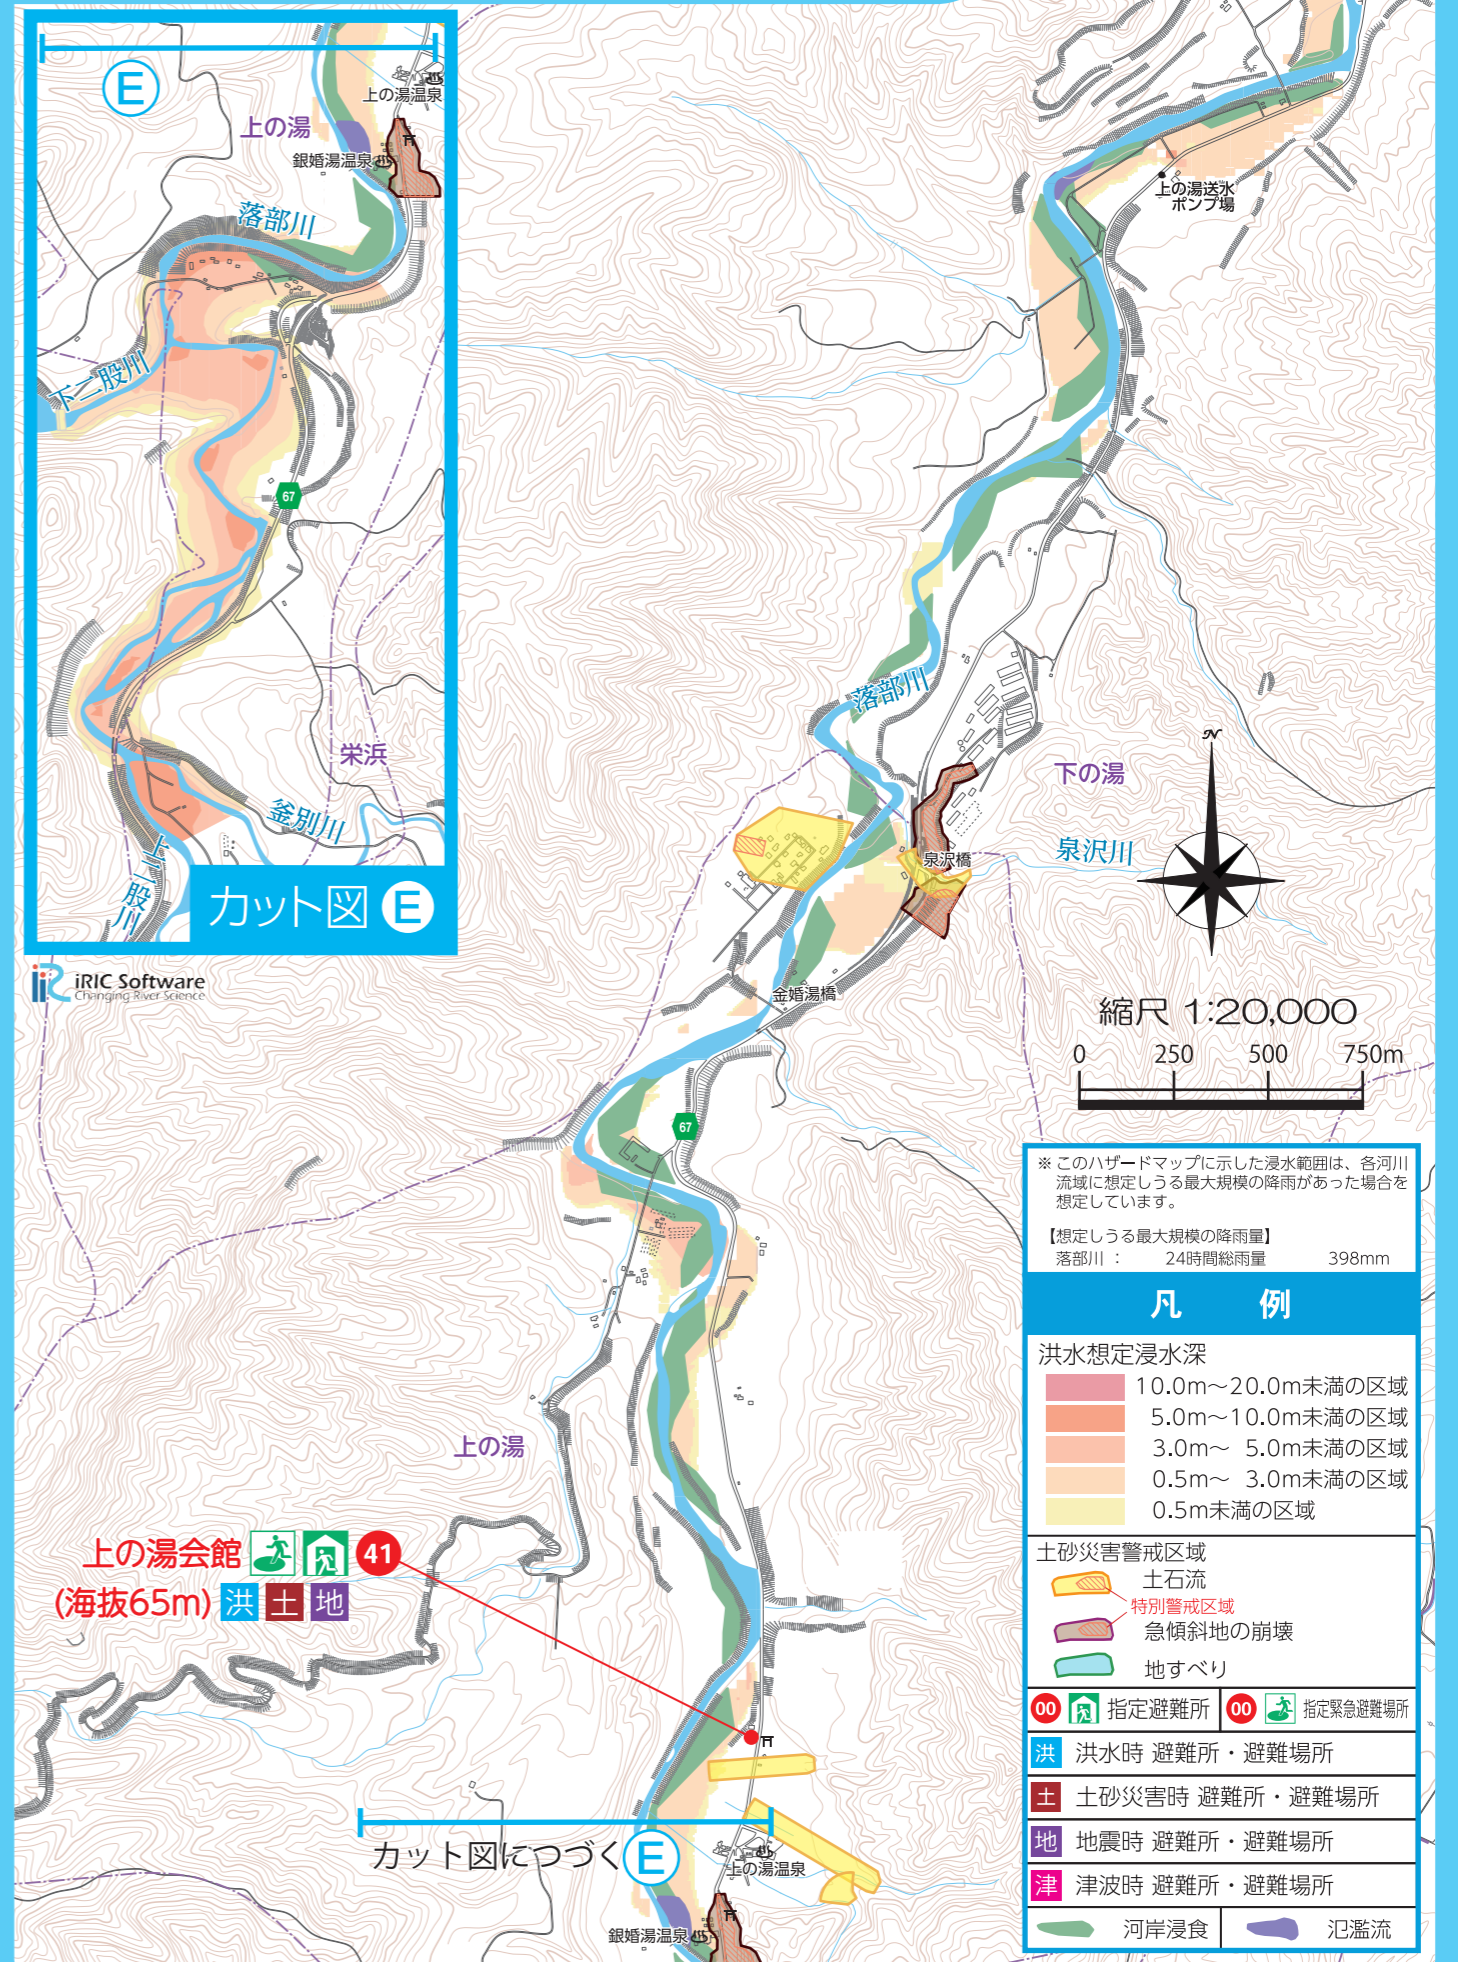 E
上の湯温泉
上の湯
銀婚湯温泉
落部川
下二股川
67
栄浜
釜別川
上二股川
カット図 E
iRIC Software
Changing River Science
上の湯送水
ポンプ場
落部川
下の湯
泉沢橋
泉沢川
N
金婚湯橋
縮尺 1:20,000
0 250 500 750m
67
上の湯
上の湯会館 41
(海抜65m) 洪 土 地
カット図につづく E
上の湯温泉
銀婚湯温泉
※ このハザードマップに示した浸水範囲は、各河川
流域に想定しうる最大規模の降雨があった場合を
想定しています。
【想定しうる最大規模の降雨量】
落部川 : 24時間総雨量 398mm
凡 例
洪水想定浸水深
10.0m～20.0m未満の区域
5.0m～10.0m未満の区域
3.0m～ 5.0m未満の区域
0.5m～ 3.0m未満の区域
0.5m未満の区域
土砂災害警戒区域
土石流
特別警戒区域
急傾斜地の崩壊
地すべり
00 指定避難所 00 指定緊急避難場所
洪 洪水時 避難所・避難場所
土 土砂災害時 避難所・避難場所
地 地震時 避難所・避難場所
津 津波時 避難所・避難場所
河岸浸食 氾濫流